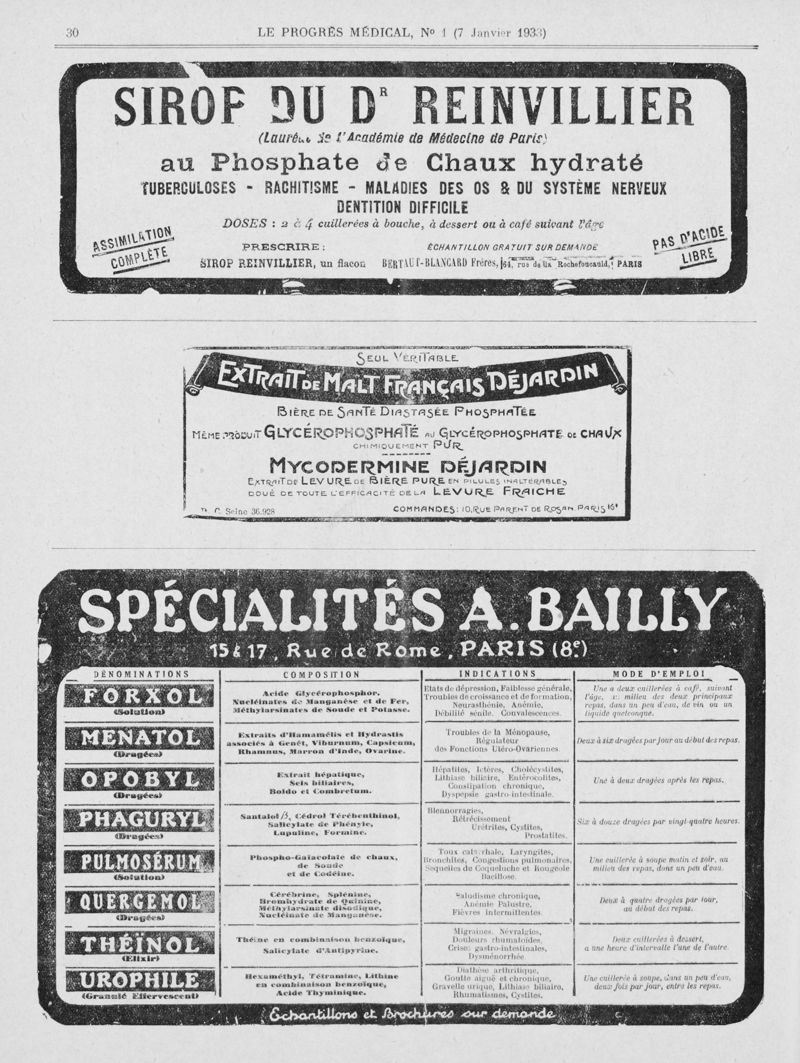 30
LE PROGRÈS MÉDICAL, Nº 1 (7 Janvier 1933)
SIROP DU Dʳ REINVILLIER
(Lauréat de l'Académie de Médecine de Paris)
au Phosphate de Chaux hydraté
TUBERCULOSES - RACHITISME - MALADIES DES OS & DU SYSTÈME NERVEUX
DENTITION DIFFICILE
DOSES : 2 à 4 cuillerées à bouche, à dessert ou à café suivant l'âge
ASSIMILATION
COMPLÈTE
PRESCRIRE :
SIROP REINVILLIER, un flacon
ÉCHANTILLON GRATUIT SUR DEMANDE
BERTAUT-BLANCARD Frères, 64, rue de la Rochefoucauld, PARIS
PAS D'ACIDE
LIBRE
SEUL VÉRITABLE
EXTRAIT DE MALT FRANÇAIS DÉJARDIN
BIÈRE DE SANTÉ DIASTASÉE PHOSPHATÉE
MÊME PRODUIT GLYCÉROPHOSPHATÉ AU GLYCÉROPHOSPHATE DE CHAUX
CHIMIQUEMENT PUR
MYCODERMINE DÉJARDIN
EXTRAIT DE LEVURE DE BIÈRE PURE EN PILULES INALTÉRABLES
DOUÉ DE TOUTE L'EFFICACITÉ DE LA LEVURE FRAICHE
R. C. Seine 36.928
COMMANDES : 10, RUE PARENT DE ROSAN, PARIS 16ᵉ
SPÉCIALITÉS A. BAILLY
15 & 17, Rue de Rome, PARIS (8ᵉ)
DÉNOMINATIONS
COMPOSITION
INDICATIONS
MODE D'EMPLOI
FORXOL
(Solution)
Acide Glycérophosphor.
Nucléinates de Manganèse et de Fer,
Méthylarsinates de Soude et Potasse.
Etats de dépression, Faiblesse générale,
Troubles de croissance et de formation,
Neurasthénie, Anémie,
Débilité sénile, Convalescences.
Une a deux cuillerées à café, suivant
l'âge, au milieu des deux principaux
repas, dans un peu d'eau, de vin ou un
liquide quelconque.
MENATOL
(Dragées)
Extraits d'Hamamélis et Hydrastis
associés à Genêt, Viburnum, Capsicum,
Rhamnus, Marron d'Inde, Ovarine.
Troubles de la Ménopause,
Régulateur
des Fonctions Utéro-Ovariennes.
Deux à six dragées par jour au début des repas.
OPOBYL
(Dragées)
Extrait hépatique,
Sels biliaires,
Boldo et Combretum.
Hépatites, Ictères, Cholécystites,
Lithiase biliaire, Entérocolites,
Constipation chronique,
Dyspepsie gastro-intestinale.
Une à deux dragées après les repas.
PHAGURYL
(Dragées)
Santalol β, Cédrol Térébenthinol,
Salicylate de Phényle,
Lupuline, Formine.
Blennorragies,
Rétrécissement
Urétrites, Cystites,
Prostatites.
Six à douze dragées par vingt-quatre heures.
PULMOSÉRUM
(Solution)
Phospho-Gaïacolate de chaux,
de Soude
et de Codéine.
Toux catarrhale, Laryngites,
Bronchites, Congestions pulmonaires,
Sequelles de Coqueluche et Rougeole
Bacillose.
Une cuillerée à soupe matin et soir, au
milieu des repas, dans un peu d'eau.
QUERGEMOL
(Dragées)
Cérébrine, Splénine,
Bromhydrate de Quinine,
Méthylarsinate disodique,
Nucléinate de Manganèse.
Paludisme chronique,
Anémie Palustre,
Fièvres intermittentes.
Deux à quatre dragées par jour,
au début des repas.
THÉÏNOL
(Elixir)
Théine en combinaison benzoïque,
Salicylate d'Antipyrine.
Migraines, Névralgies,
Douleurs rhumatoïdes,
Crises gastro-intestinales,
Dysménorrhée
Deux cuillerées à dessert,
a une heure d'intervalle l'une de l'autre.
UROPHILE
(Granulé Effervescent)
Hexaméthyl, Tétramine, Lithine
en combinaison benzoïque,
Acide Thyminique.
Diathèse arthritique,
Goutte aiguë et chronique,
Gravelle urique, Lithiase biliaire,
Rhumatismes, Cystites.
Une cuillerée à soupe, dans un peu d'eau,
deux fois par jour, entre les repas.
Échantillons et Brochures sur demande